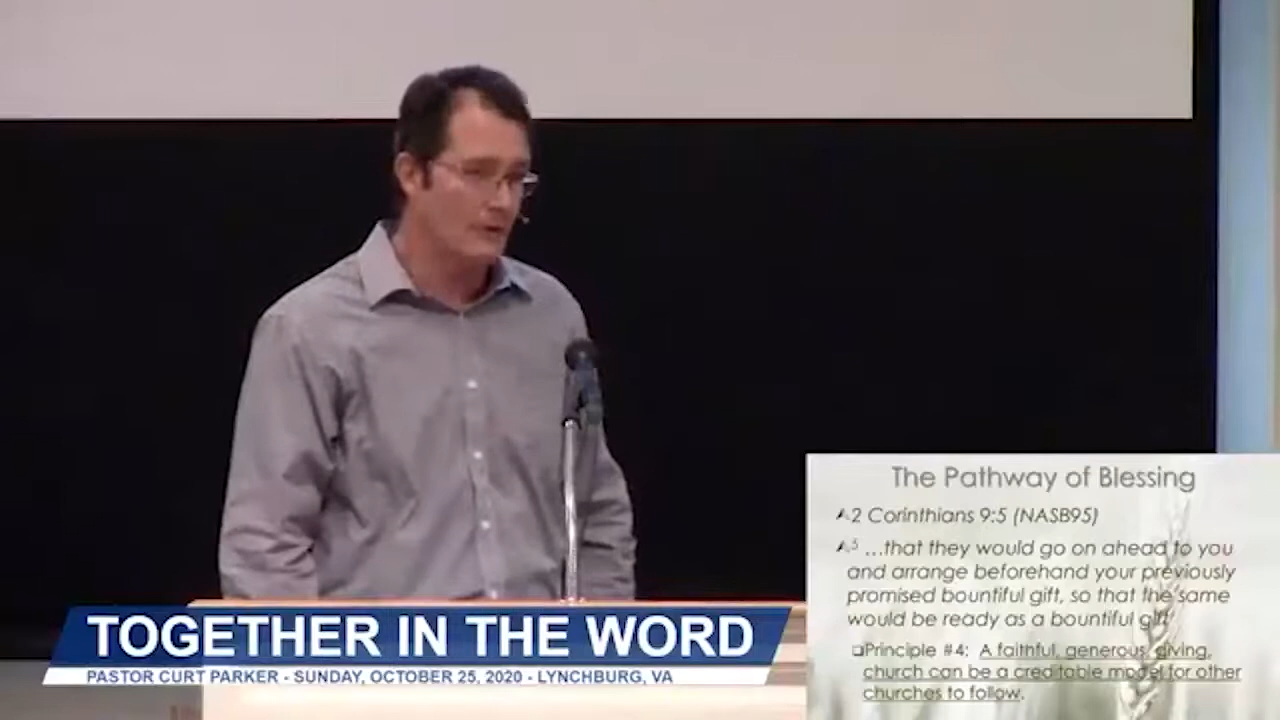 The Pathway of Blessing
2 Corinthians 9:5 (NASB95)
5 ...that they would go on ahead to you
and arrange beforehand your previously
promised bountiful gift, so that the same
would be ready as a bountiful gift
Principle #4: A faithful, generous, giving,
church can be a creditable model for other
churches to follow.
TOGETHER IN THE WORD
PASTOR CURT PARKER - SUNDAY, OCTOBER 25, 2020 - LYNCHBURG, VA